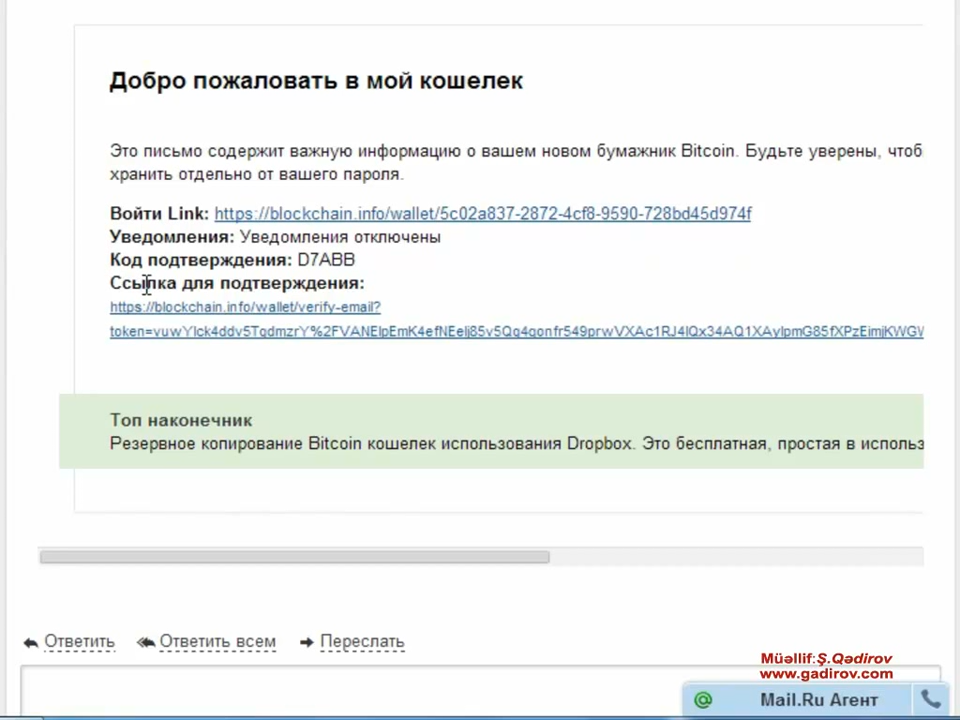 Добро пожаловать в мой кошелек
Это письмо содержит важную информацию о вашем новом бумажник Bitcoin. Будьте уверены, чтоб
хранить отдельно от вашего пароля.
Войти Link: https://blockchain.info/wallet/5c02a837-2872-4cf8-9590-728bd45d974f
Уведомления: Уведомления отключены
Код подтверждения: D7ABB
Ссылка для подтверждения:
https://blockchain.info/wallet/verify-email?
Топ наконечник
Резервное копирование Bitcoin кошелек использования Dropbox. Это бесплатная, простая в использ
Ответить
Ответить всем
Переслать
Müəllif:Ş.Qədirov
www.gadirov.com
@ Mail.Ru Агент